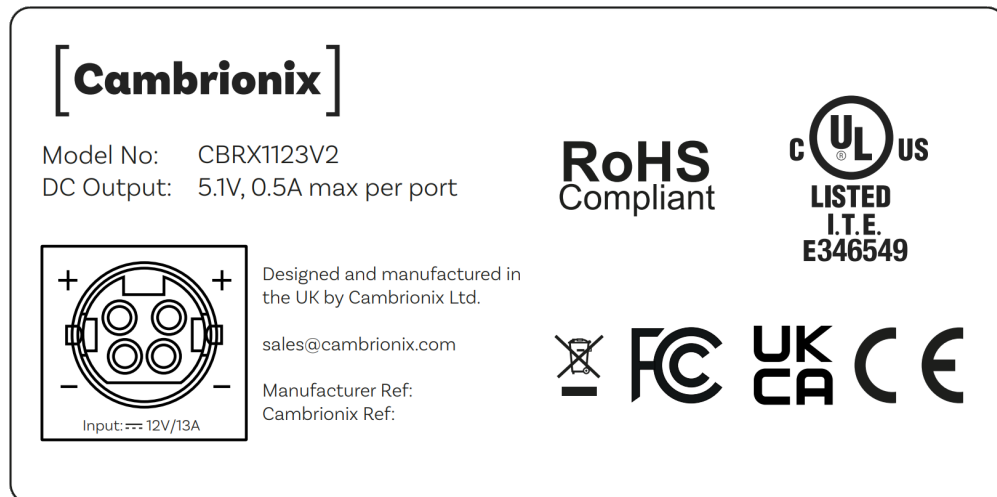 [Cambrionix]
Model No: CBRX1123V2
DC Output: 5.1V, 0.5A max per port
RoHS
Compliant
C UL US
®
LISTED
I.T.E.
E346549
+ +
- -
Input: ⎓ 12V/13A
Designed and manufactured in
the UK by Cambrionix Ltd.
sales@cambrionix.com
Manufacturer Ref:
Cambrionix Ref:
FC
UK
CA
CE